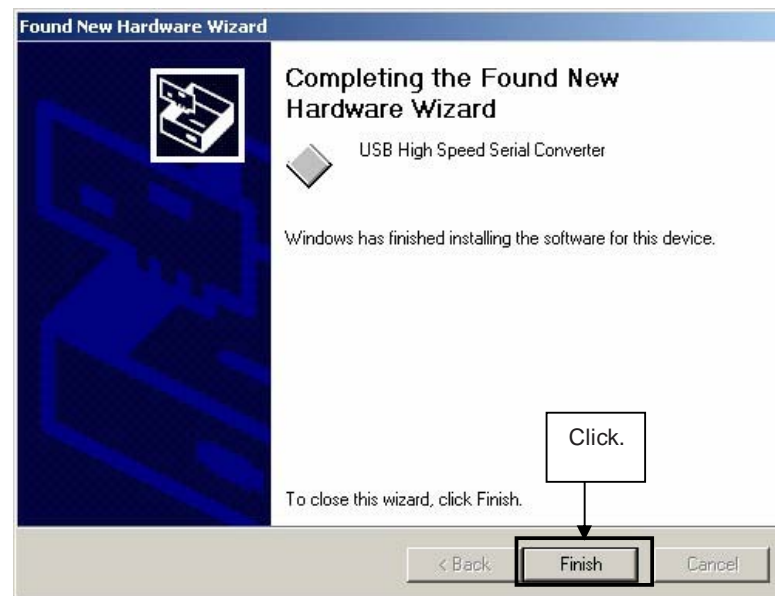 Found New Hardware Wizard
Completing the Found New
Hardware Wizard
USB High Speed Serial Converter
Windows has finished installing the software for this device.
Click.
To close this wizard, click Finish.
< Back
Finish
Cancel